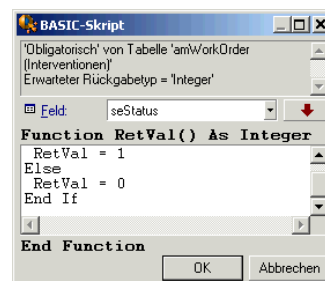 BASIC-Skript
'Obligatorisch' von Tabelle 'amWorkOrder
(Interventionen)'
Erwarteter Rückgabetyp = 'Integer'
Feld: seStatus
Function RetVal() As Integer
RetVal = 1
Else
RetVal = 0
End If
End Function
OK Abbrechen